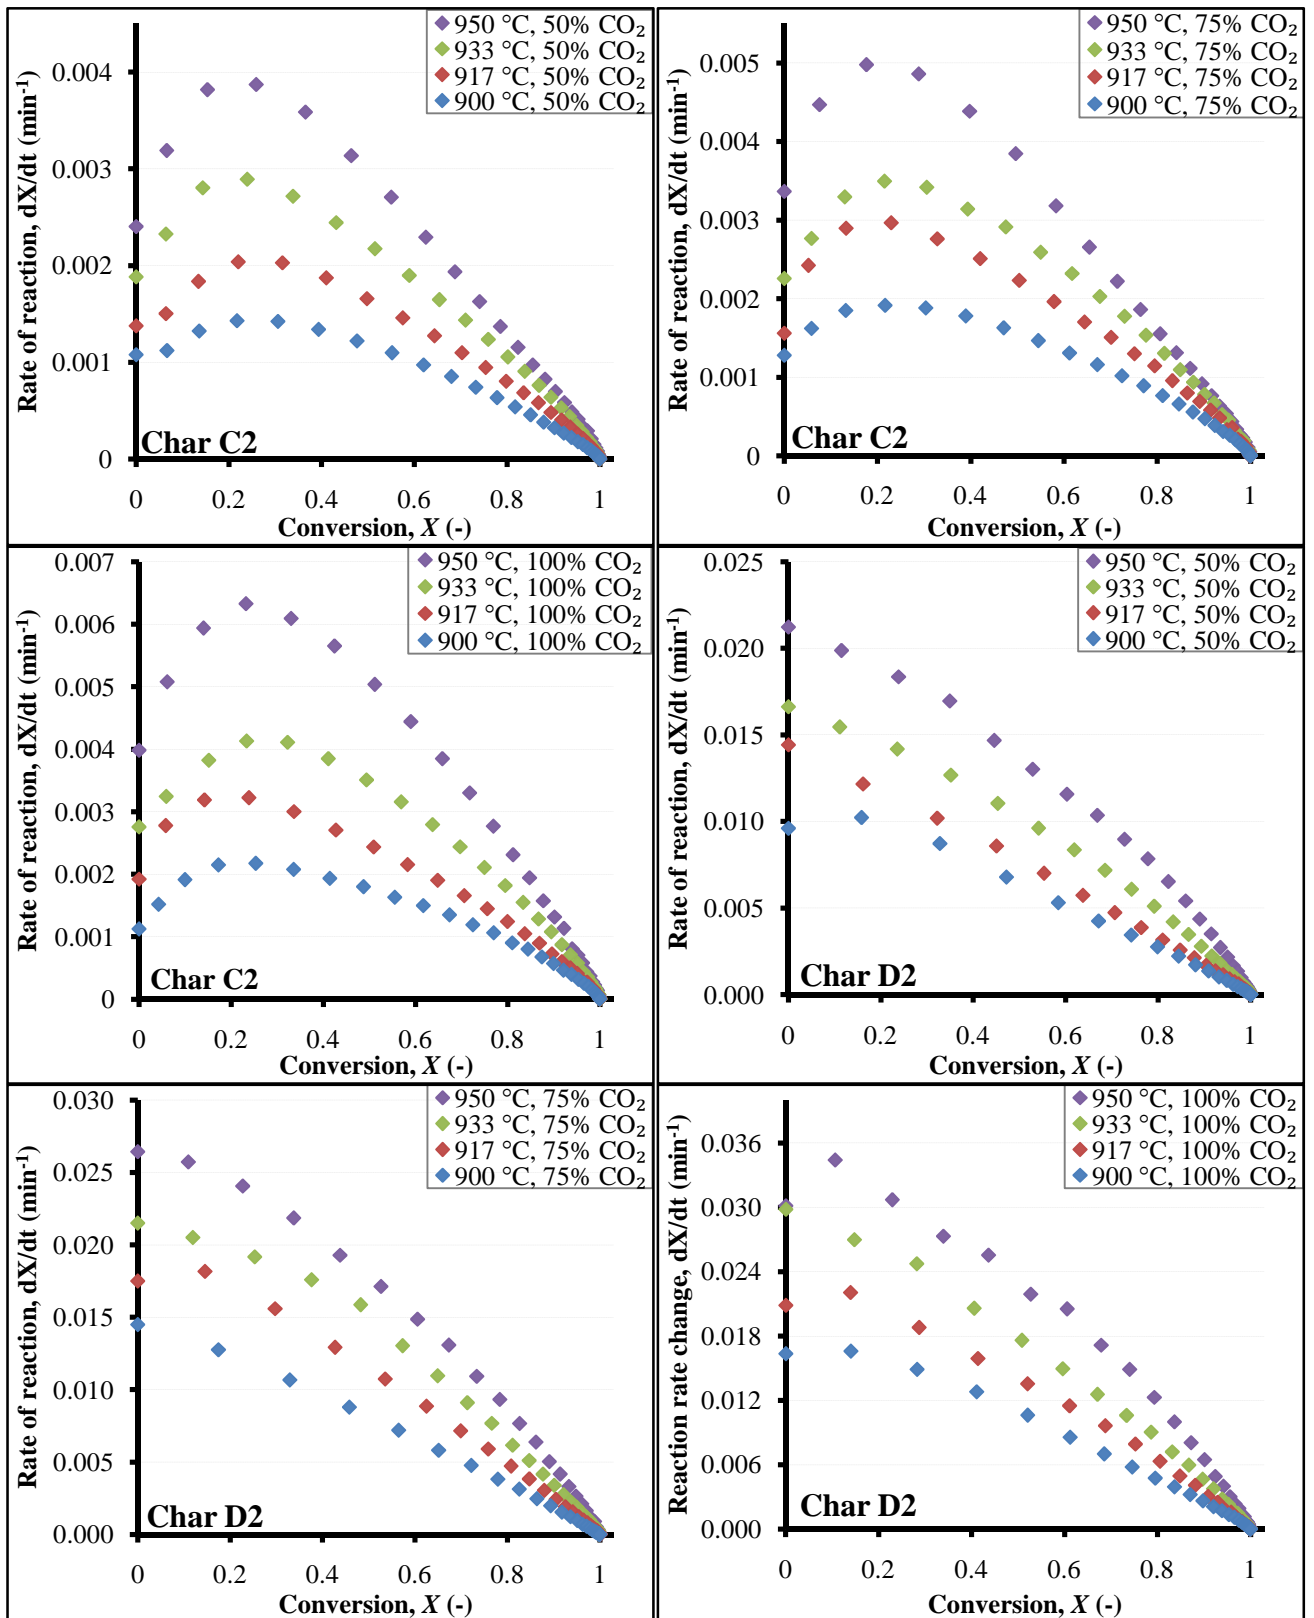 950 °C, 50% CO₂
933 °C, 50% CO₂
917 °C, 50% CO₂
900 °C, 50% CO₂
Rate of reaction, dX/dt (min⁻¹)
0.004
0.003
0.002
0.001
0
Char C2
0 0.2 0.4 0.6 0.8 1
Conversion, X (-)
950 °C, 75% CO₂
933 °C, 75% CO₂
917 °C, 75% CO₂
900 °C, 75% CO₂
Rate of reaction, dX/dt (min⁻¹)
0.005
0.004
0.003
0.002
0.001
0
Char C2
0 0.2 0.4 0.6 0.8 1
Conversion, X (-)
950 °C, 100% CO₂
933 °C, 100% CO₂
917 °C, 100% CO₂
900 °C, 100% CO₂
Rate of reaction, dX/dt (min⁻¹)
0.007
0.006
0.005
0.004
0.003
0.002
0.001
0
Char C2
0 0.2 0.4 0.6 0.8 1
Conversion, X (-)
950 °C, 50% CO₂
933 °C, 50% CO₂
917 °C, 50% CO₂
900 °C, 50% CO₂
Rate of reaction, dX/dt (min⁻¹)
0.025
0.020
0.015
0.010
0.005
0.000
Char D2
0 0.2 0.4 0.6 0.8 1
Conversion, X (-)
950 °C, 75% CO₂
933 °C, 75% CO₂
917 °C, 75% CO₂
900 °C, 75% CO₂
Rate of reaction, dX/dt (min⁻¹)
0.030
0.025
0.020
0.015
0.010
0.005
0.000
Char D2
0 0.2 0.4 0.6 0.8 1
Conversion, X (-)
950 °C, 100% CO₂
933 °C, 100% CO₂
917 °C, 100% CO₂
900 °C, 100% CO₂
Reaction rate change, dX/dt (min⁻¹)
0.036
0.030
0.024
0.018
0.012
0.006
0.000
Char D2
0 0.2 0.4 0.6 0.8 1
Conversion, X (-)